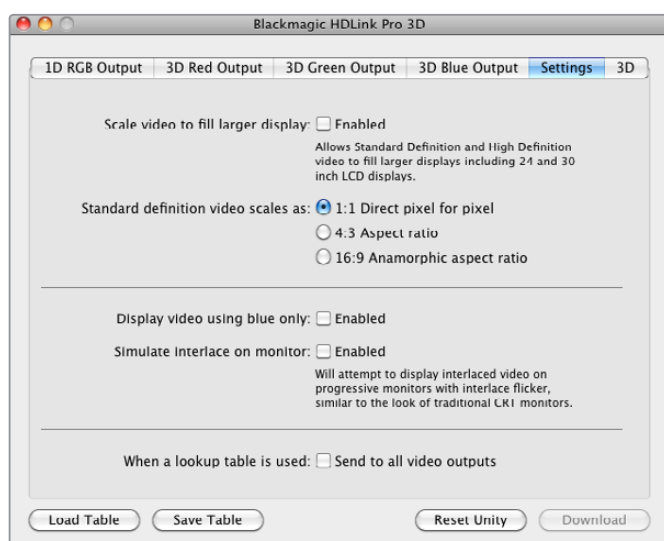 Blackmagic HDLink Pro 3D
1D RGB Output 3D Red Output 3D Green Output 3D Blue Output Settings 3D
Scale video to fill larger display: Enabled
Allows Standard Definition and High Definition
video to fill larger displays including 24 and 30
inch LCD displays.
Standard definition video scales as: 1:1 Direct pixel for pixel
4:3 Aspect ratio
16:9 Anamorphic aspect ratio
Display video using blue only: Enabled
Simulate interlace on monitor: Enabled
Will attempt to display interlaced video on
progressive monitors with interlace flicker,
similar to the look of traditional CRT monitors.
When a lookup table is used: Send to all video outputs
Load Table Save Table Reset Unity Download